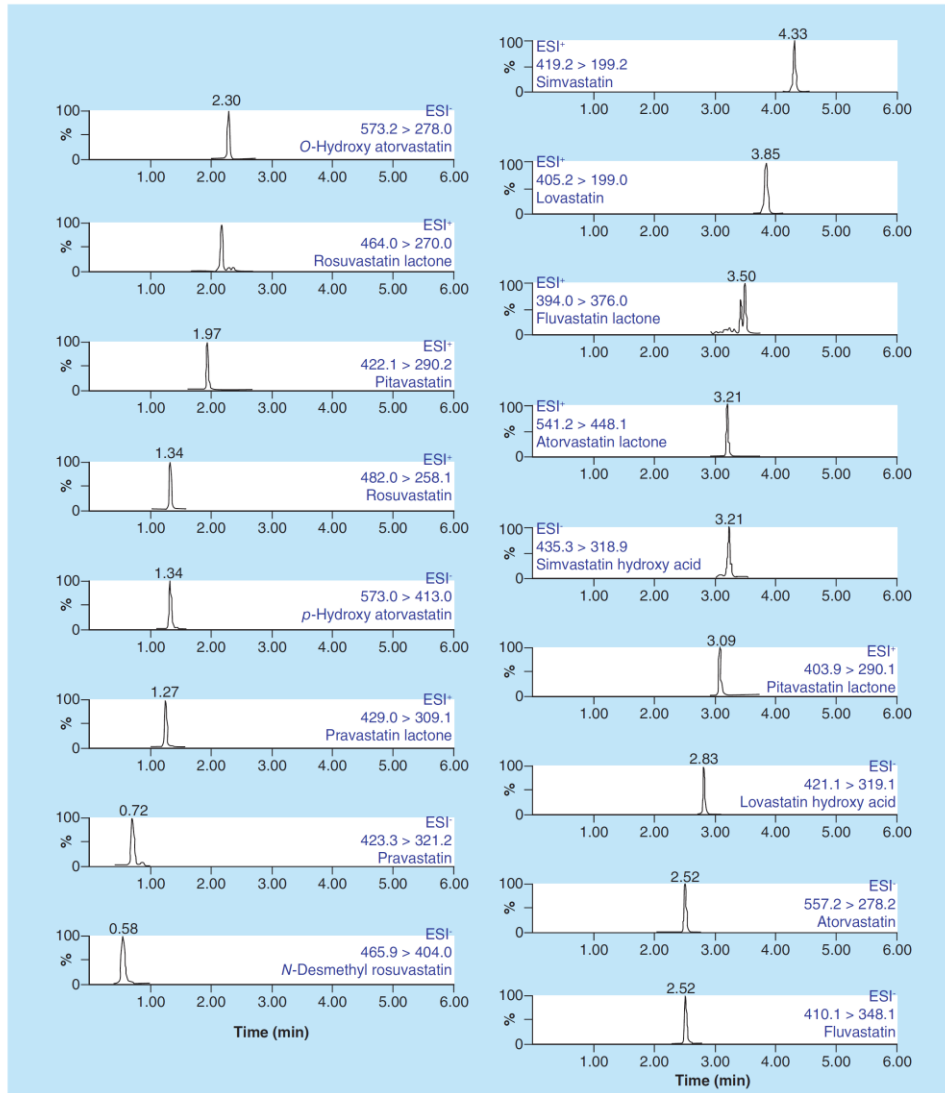 2.30
100
ESI-
573.2 > 278.0
%
O-Hydroxy atorvastatin
0
1.00 2.00 3.00 4.00 5.00 6.00
100
ESI+
464.0 > 270.0
%
Rosuvastatin lactone
0
1.00 2.00 3.00 4.00 5.00 6.00
1.97
100
ESI+
422.1 > 290.2
%
Pitavastatin
0
1.00 2.00 3.00 4.00 5.00 6.00
1.34
100
ESI+
482.0 > 258.1
%
Rosuvastatin
0
1.00 2.00 3.00 4.00 5.00 6.00
1.34
100
ESI-
573.0 > 413.0
%
p-Hydroxy atorvastatin
0
1.00 2.00 3.00 4.00 5.00 6.00
1.27
100
ESI+
429.0 > 309.1
%
Pravastatin lactone
0
1.00 2.00 3.00 4.00 5.00 6.00
0.72
100
ESI-
423.3 > 321.2
%
Pravastatin
0
1.00 2.00 3.00 4.00 5.00 6.00
0.58
100
ESI-
465.9 > 404.0
%
N-Desmethyl rosuvastatin
0
1.00 2.00 3.00 4.00 5.00 6.00
Time (min)
4.33
100
ESI+
419.2 > 199.2
%
Simvastatin
0
1.00 2.00 3.00 4.00 5.00 6.00
3.85
100
ESI+
405.2 > 199.0
%
Lovastatin
0
1.00 2.00 3.00 4.00 5.00 6.00
3.50
100
ESI+
394.0 > 376.0
%
Fluvastatin lactone
0
1.00 2.00 3.00 4.00 5.00 6.00
3.21
100
ESI+
541.2 > 448.1
%
Atorvastatin lactone
0
1.00 2.00 3.00 4.00 5.00 6.00
3.21
100
ESI-
435.3 > 318.9
%
Simvastatin hydroxy acid
0
1.00 2.00 3.00 4.00 5.00 6.00
3.09
100
ESI+
403.9 > 290.1
%
Pitavastatin lactone
0
1.00 2.00 3.00 4.00 5.00 6.00
2.83
100
ESI-
421.1 > 319.1
%
Lovastatin hydroxy acid
0
1.00 2.00 3.00 4.00 5.00 6.00
2.52
100
ESI-
557.2 > 278.2
%
Atorvastatin
0
1.00 2.00 3.00 4.00 5.00 6.00
2.52
100
ESI-
410.1 > 348.1
%
Fluvastatin
0
1.00 2.00 3.00 4.00 5.00 6.00
Time (min)